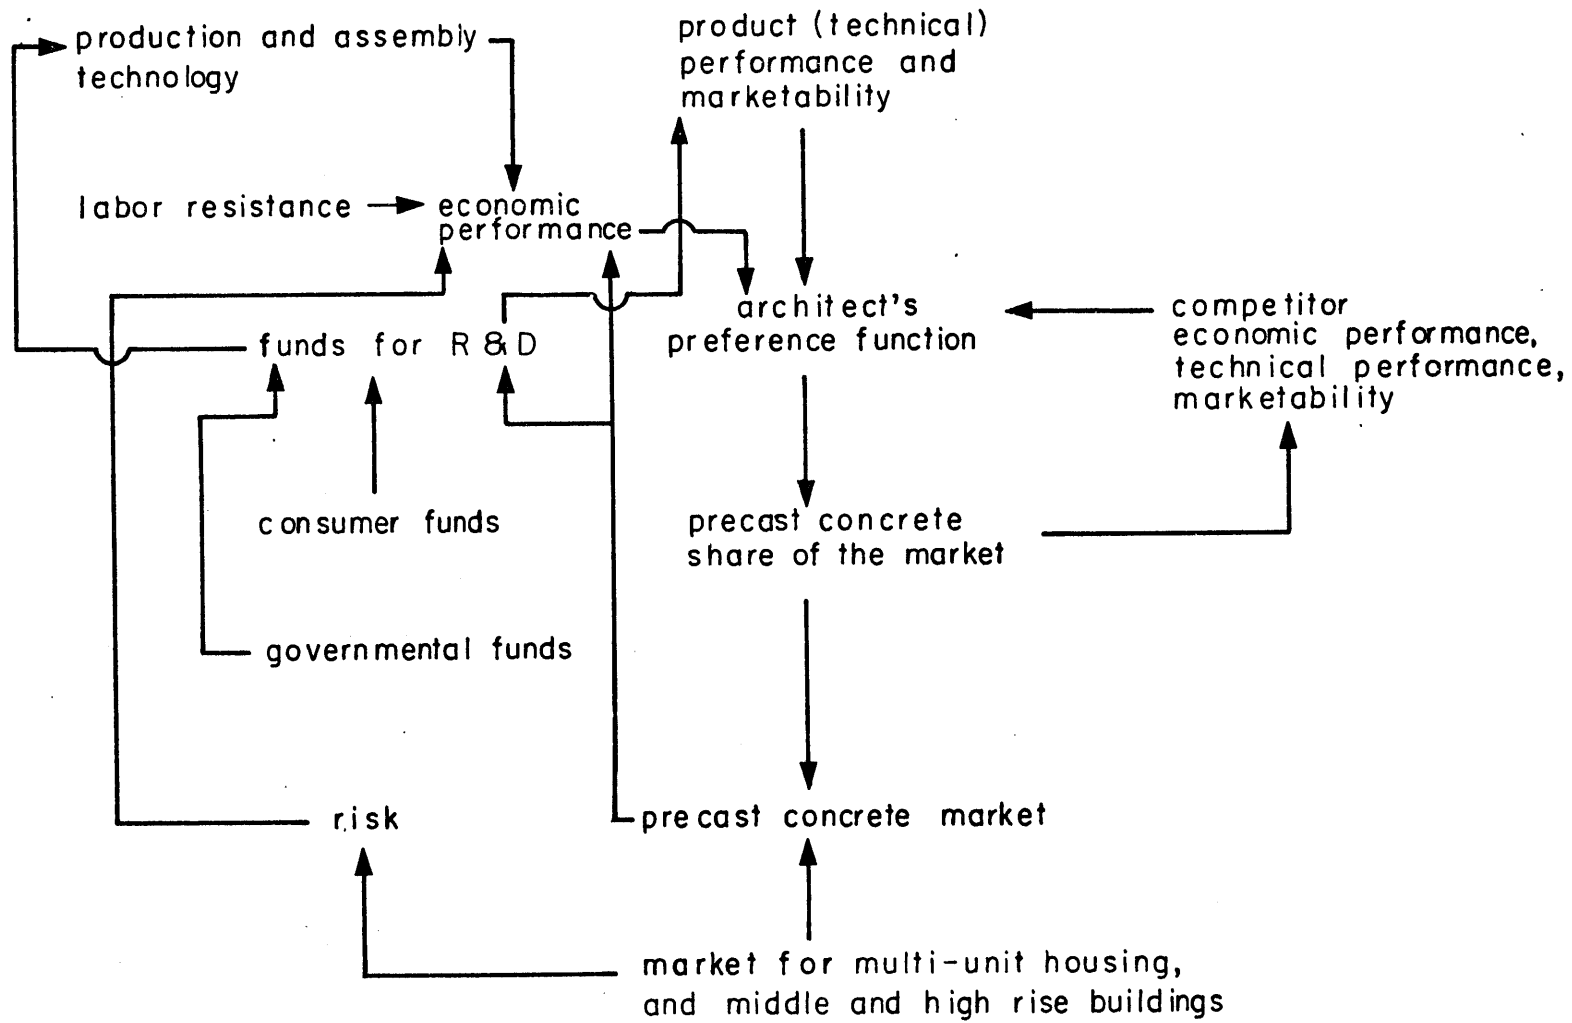 production and assembly
technology
product (technical)
performance and
marketability
labor resistance
economic
performance
architect's
preference function
competitor
economic performance,
technical performance,
marketability
funds for R & D
consumer funds
precast concrete
share of the market
governmental funds
risk
precast concrete market
market for multi-unit housing,
and middle and high rise buildings